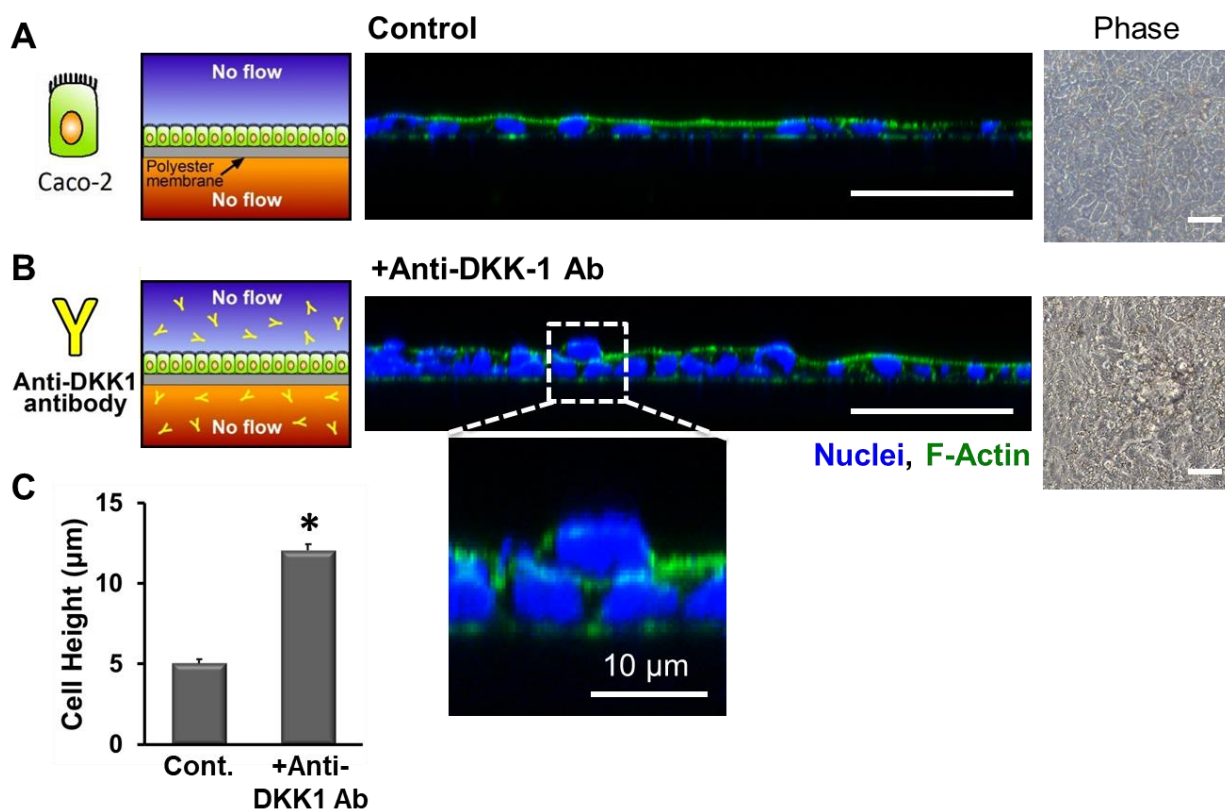 A
Control
Phase
No flow
Caco-2
Polyester
membrane
No flow
B
+Anti-DKK-1 Ab
No flow
Anti-DKK1
antibody
No flow
Nuclei, F-Actin
C
Cell Height (µm)
15
10
5
0
*
Cont.
+Anti-
DKK1 Ab
10 µm